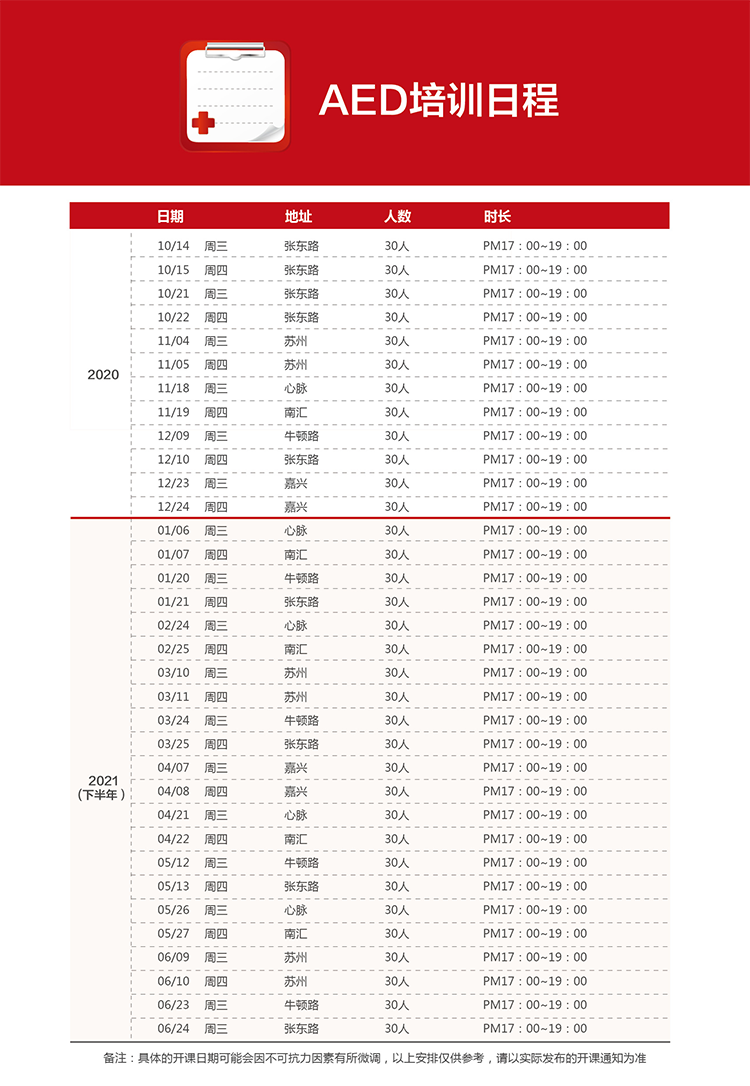 AED培训日程
日期 地址 人数 时长
10/14 周三 张东路 30人 PM17：00~19：00
10/15 周四 张东路 30人 PM17：00~19：00
10/21 周三 张东路 30人 PM17：00~19：00
10/22 周四 张东路 30人 PM17：00~19：00
11/04 周三 苏州 30人 PM17：00~19：00
11/05 周四 苏州 30人 PM17：00~19：00
2020
11/18 周三 心脉 30人 PM17：00~19：00
11/19 周四 南汇 30人 PM17：00~19：00
12/09 周三 牛顿路 30人 PM17：00~19：00
12/10 周四 张东路 30人 PM17：00~19：00
12/23 周三 嘉兴 30人 PM17：00~19：00
12/24 周四 嘉兴 30人 PM17：00~19：00
01/06 周三 心脉 30人 PM17：00~19：00
01/07 周四 南汇 30人 PM17：00~19：00
01/20 周三 牛顿路 30人 PM17：00~19：00
01/21 周四 张东路 30人 PM17：00~19：00
02/24 周三 心脉 30人 PM17：00~19：00
02/25 周四 南汇 30人 PM17：00~19：00
03/10 周三 苏州 30人 PM17：00~19：00
03/11 周四 苏州 30人 PM17：00~19：00
03/24 周三 牛顿路 30人 PM17：00~19：00
03/25 周四 张东路 30人 PM17：00~19：00
04/07 周三 嘉兴 30人 PM17：00~19：00
2021
（下半年）
04/08 周四 嘉兴 30人 PM17：00~19：00
04/21 周三 心脉 30人 PM17：00~19：00
04/22 周四 南汇 30人 PM17：00~19：00
05/12 周三 牛顿路 30人 PM17：00~19：00
05/13 周四 张东路 30人 PM17：00~19：00
05/26 周三 心脉 30人 PM17：00~19：00
05/27 周四 南汇 30人 PM17：00~19：00
06/09 周三 苏州 30人 PM17：00~19：00
06/10 周四 苏州 30人 PM17：00~19：00
06/23 周三 牛顿路 30人 PM17：00~19：00
06/24 周三 张东路 30人 PM17：00~19：00
备注：具体的开课日期可能会因不可抗力因素有所微调，以上安排仅供参考，请以实际发布的开课通知为准